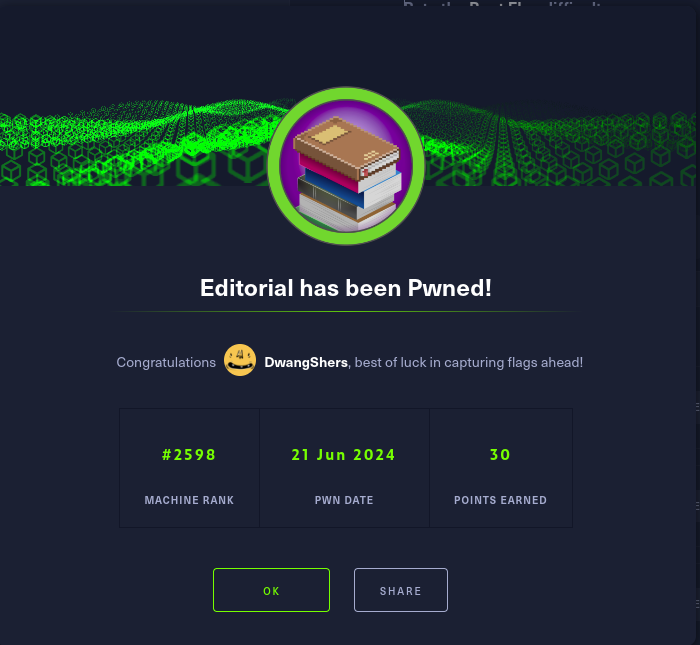 Editorial has been Pwned!
Congratulations DwangShers, best of luck in capturing flags ahead!
#2598 21 Jun 2024 30
MACHINE RANK PWN DATE POINTS EARNED
OK SHARE